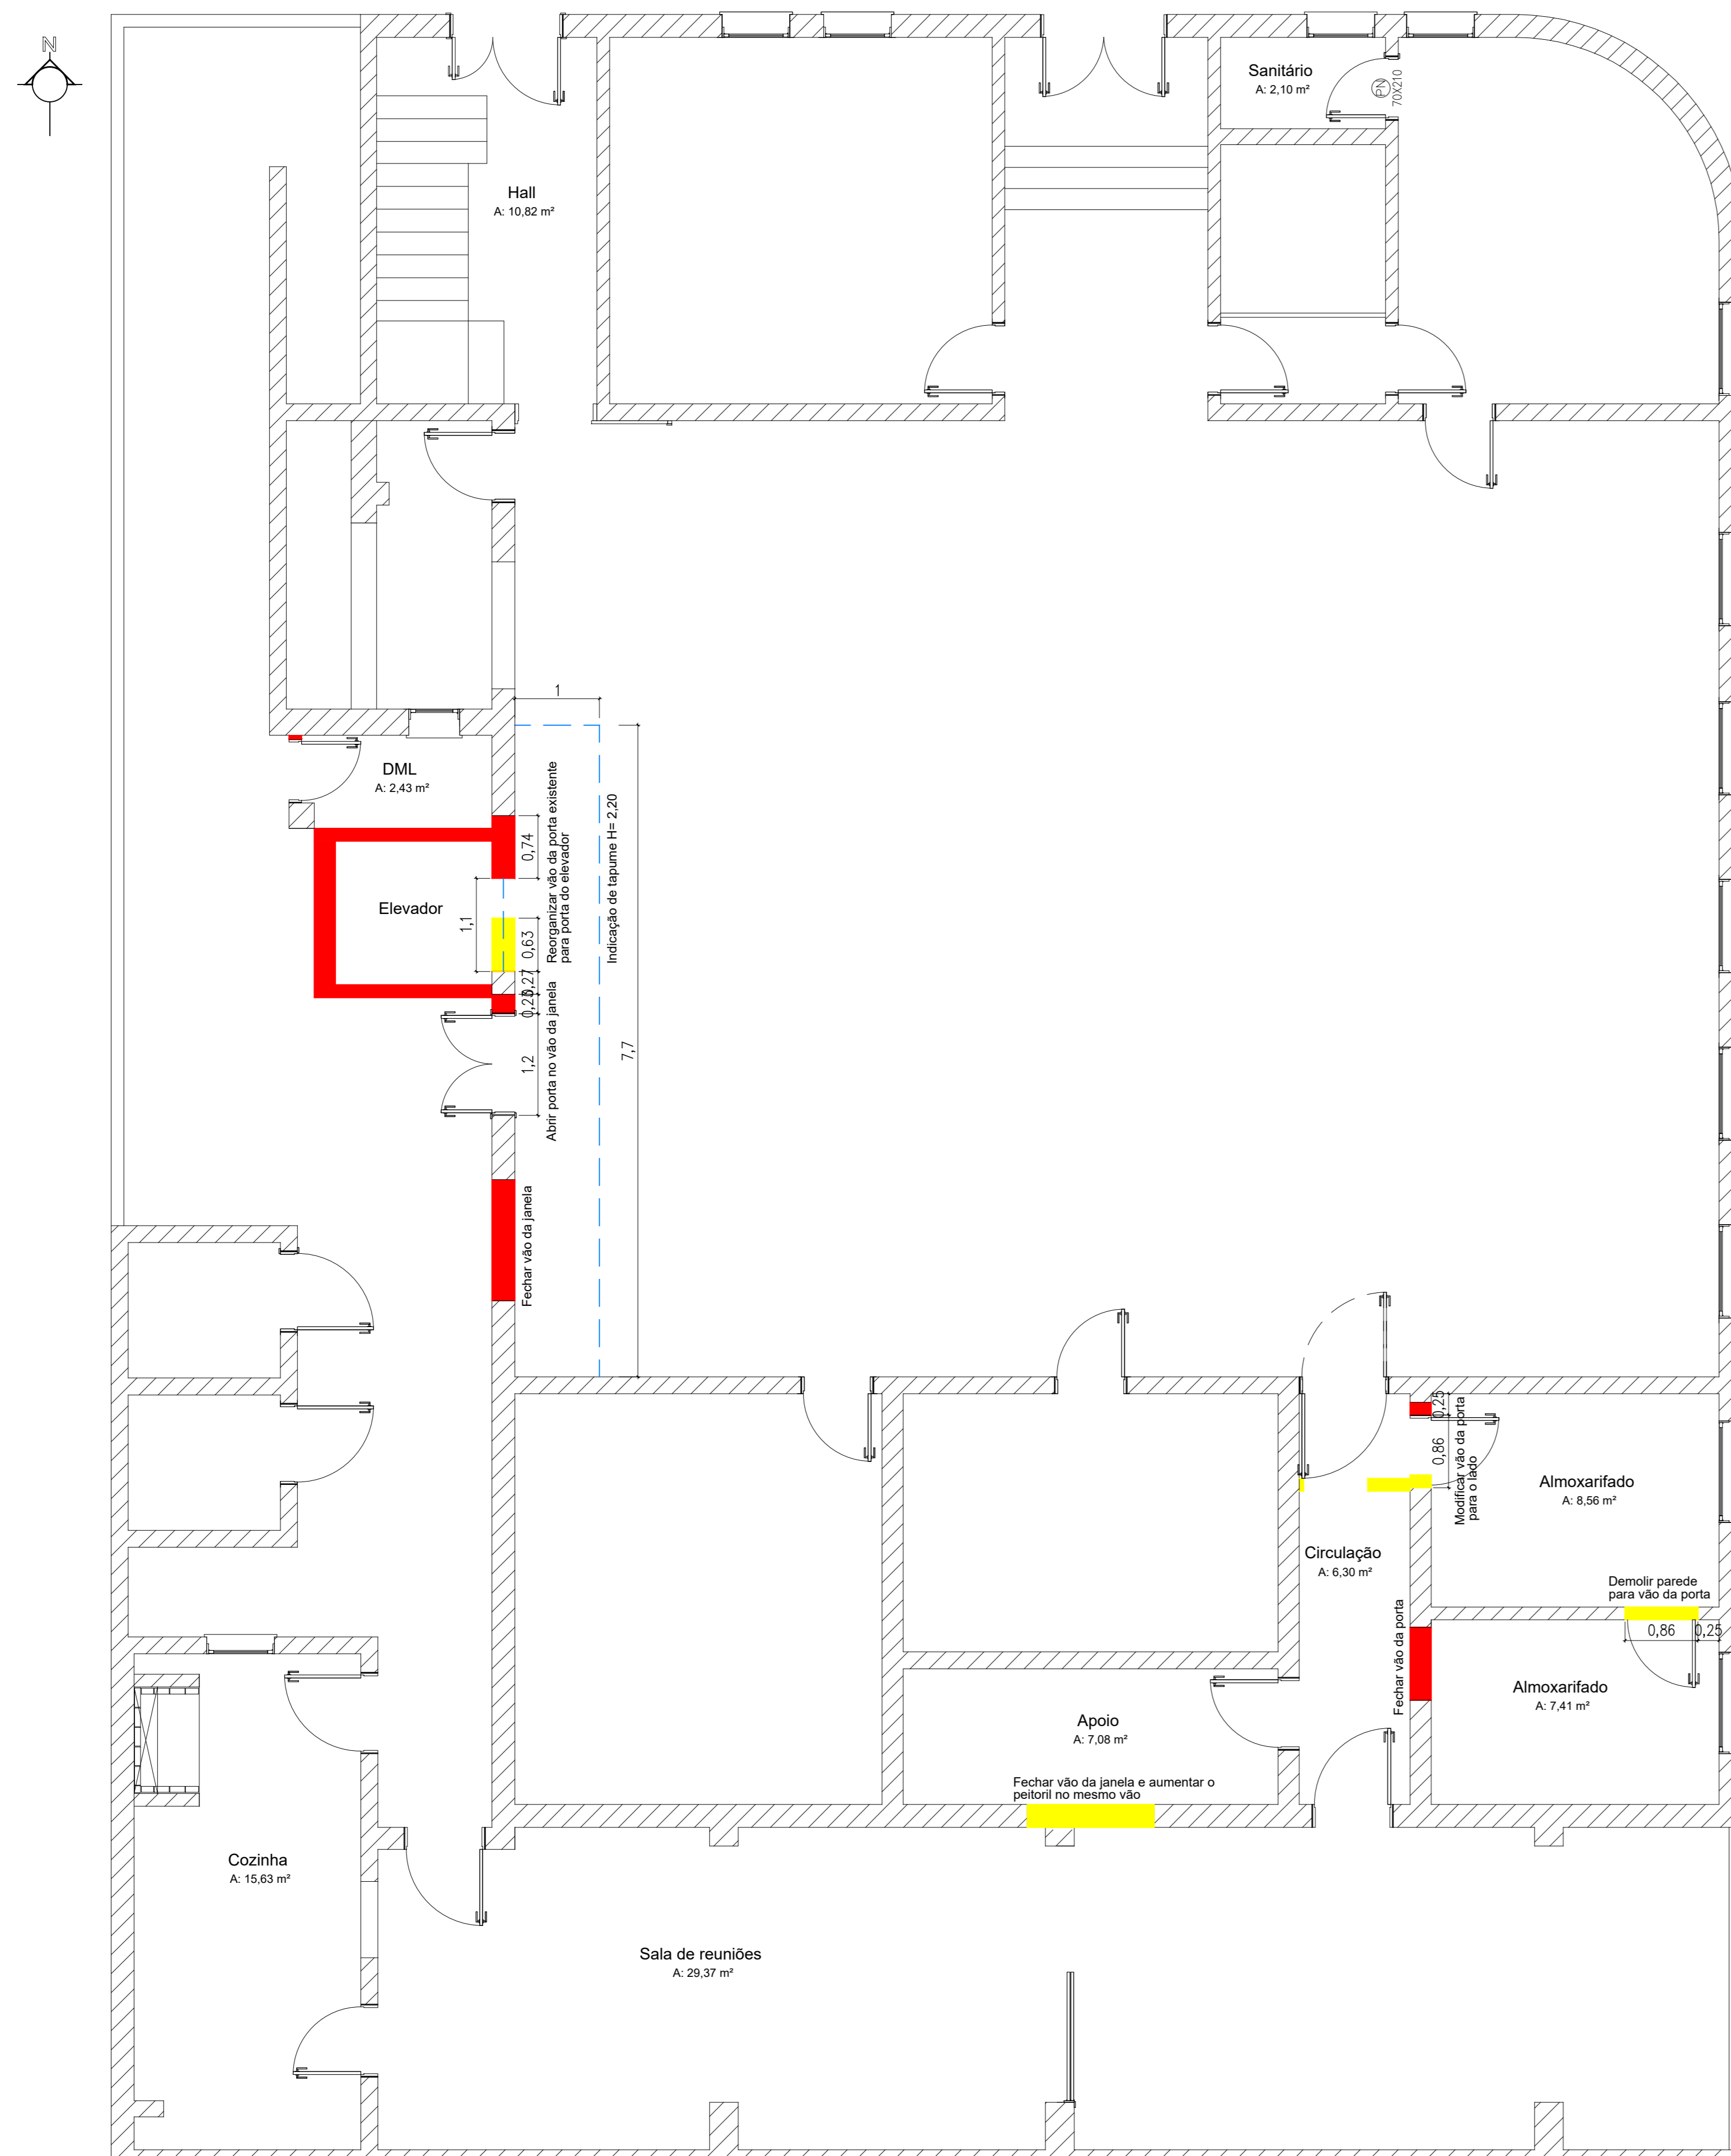 N
Sanitário
A: 2,10 m²
PN
70X210
Hall
A: 10,82 m²
1
DML
A: 2,43 m²
0,74
Reorganizar vão da porta existente
para porta do elevador
Indicação de tapume H= 2,20
Elevador
1,1
0,63
0,27
0,23
1,2
Abrir porta no vão da janela
7,7
Fechar vão da janela
0,25
0,86
Modificar vão da porta
para o lado
Almoxarifado
A: 8,56 m²
Circulação
A: 6,30 m²
Demolir parede
para vão da porta
0,86
0,25
Fechar vão da porta
Almoxarifado
A: 7,41 m²
Apoio
A: 7,08 m²
Fechar vão da janela e aumentar o
peitoril no mesmo vão
Cozinha
A: 15,63 m²
Sala de reuniões
A: 29,37 m²